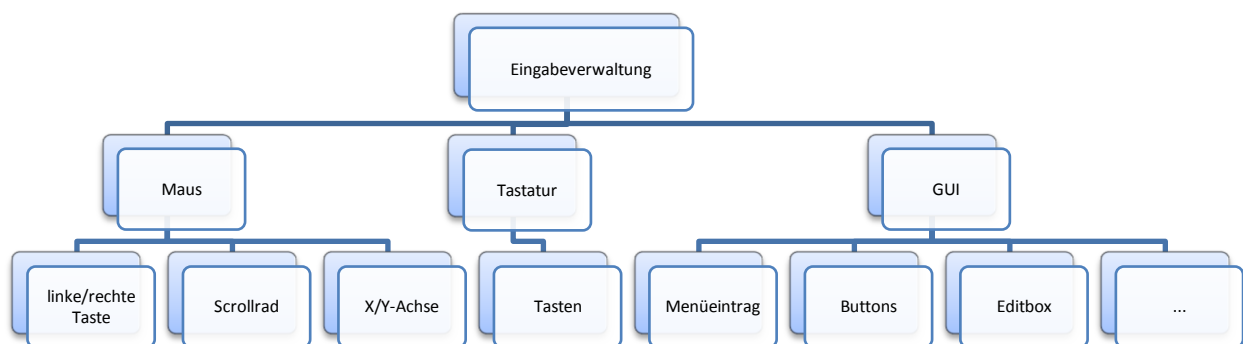 Eingabeverwaltung
Maus
Tastatur
GUI
linke/rechte
Taste
Scrollrad
X/Y-Achse
Tasten
Menüeintrag
Buttons
Editbox
...